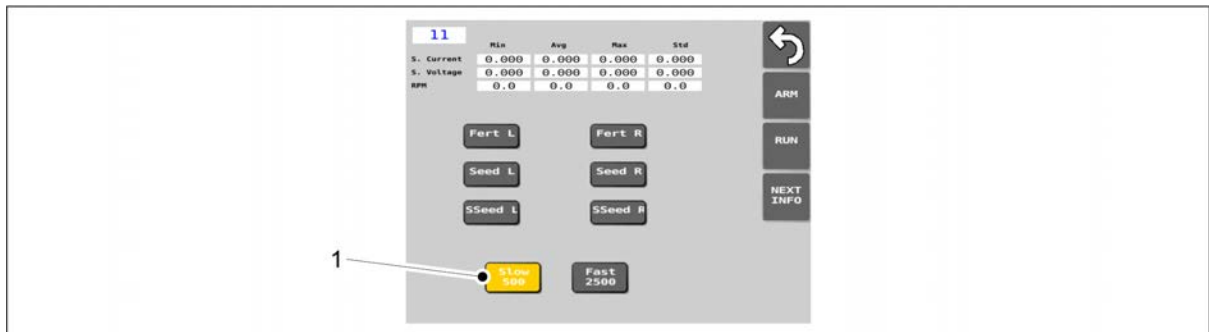 11
Min Avg Max Std
S. Current 0.000 0.000 0.000 0.000
S. Voltage 0.000 0.000 0.000 0.000
RPM 0.0 0.0 0.0 0.0
ARM
Fert L Fert R
RUN
Seed L Seed R
NEXT
INFO
SSeed L SSeed R
1
Slow
500
Fast
2500